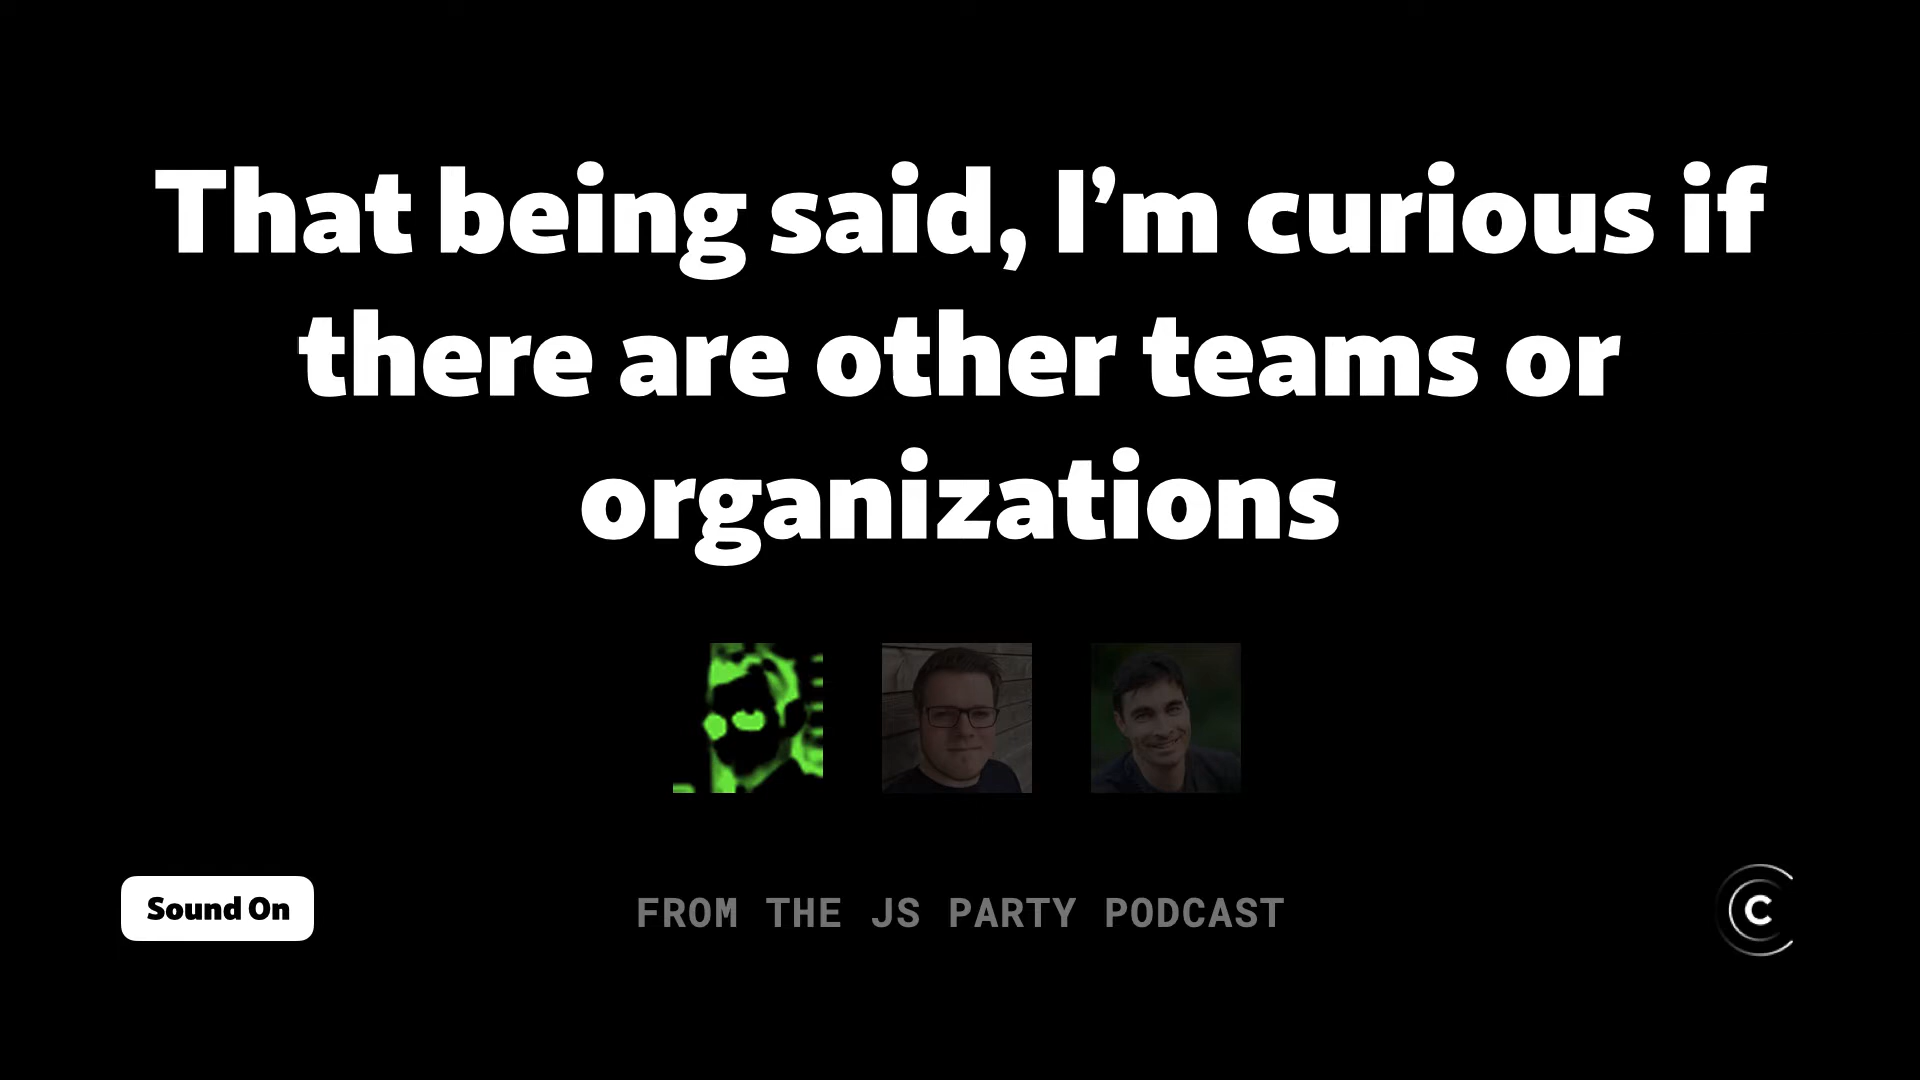 That being said, I’m curious if
there are other teams or
organizations
Sound On
FROM THE JS PARTY PODCAST
C